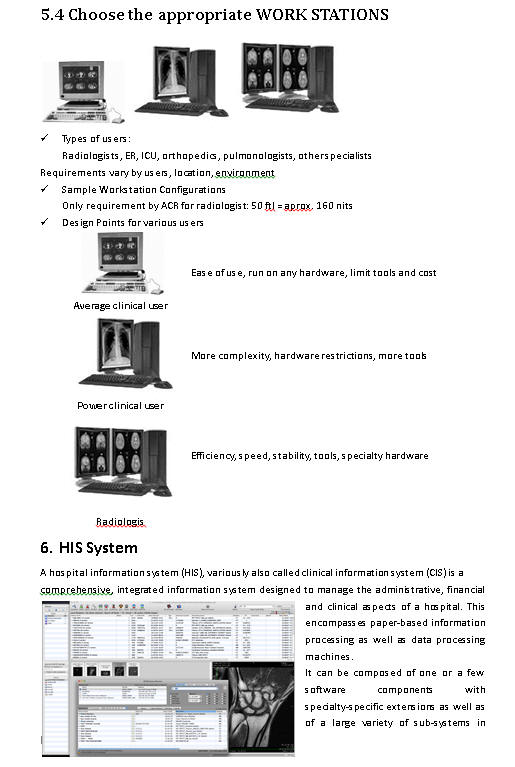 5.4 Choose the appropriate WORK STATIONS
✓ Types of users:
Radiologists, ER, ICU, orthopedics, pulmonologists, other specialists
Requirements vary by users, location, environment
✓ Sample Workstation Configurations
Only requirement by ACR for radiologist: 50 ftl = aprox. 160 nits
✓ Design Points for various users
Ease of use, run on any hardware, limit tools and cost
Average clinical user
More complexity, hardware restrictions, more tools
Power clinical user
Efficiency, speed, stability, tools, specialty hardware
Radiologis
6. HIS System
A hospital information system (HIS), variously also called clinical information system (CIS) is a
comprehensive, integrated information system designed to manage the administrative, financial
and clinical aspects of a hospital. This
encompasses paper-based information
processing as well as data processing
machines.
It can be composed of one or a few
software components with
specialty-specific extensions as well as
of a large variety of sub-systems in